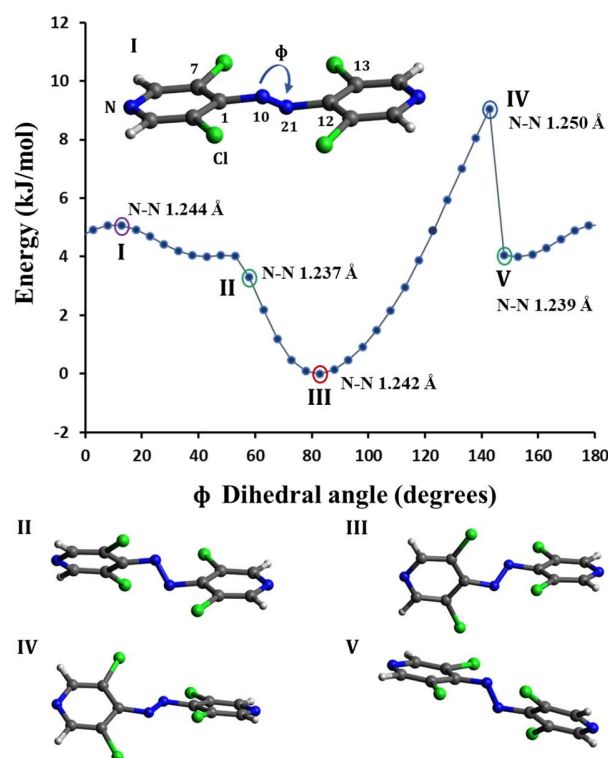 12
10
8
6
4
2
0
-2
Energy (kJ/mol)
I
7
N
1
Cl
10
21
ϕ
12
13
IV
N-N 1.250 Å
N-N 1.244 Å
I
II
N-N 1.237 Å
V
N-N 1.239 Å
III
N-N 1.242 Å
0 20 40 60 80 100 120 140 160 180
ϕ Dihedral angle (degrees)
II
III
IV
V